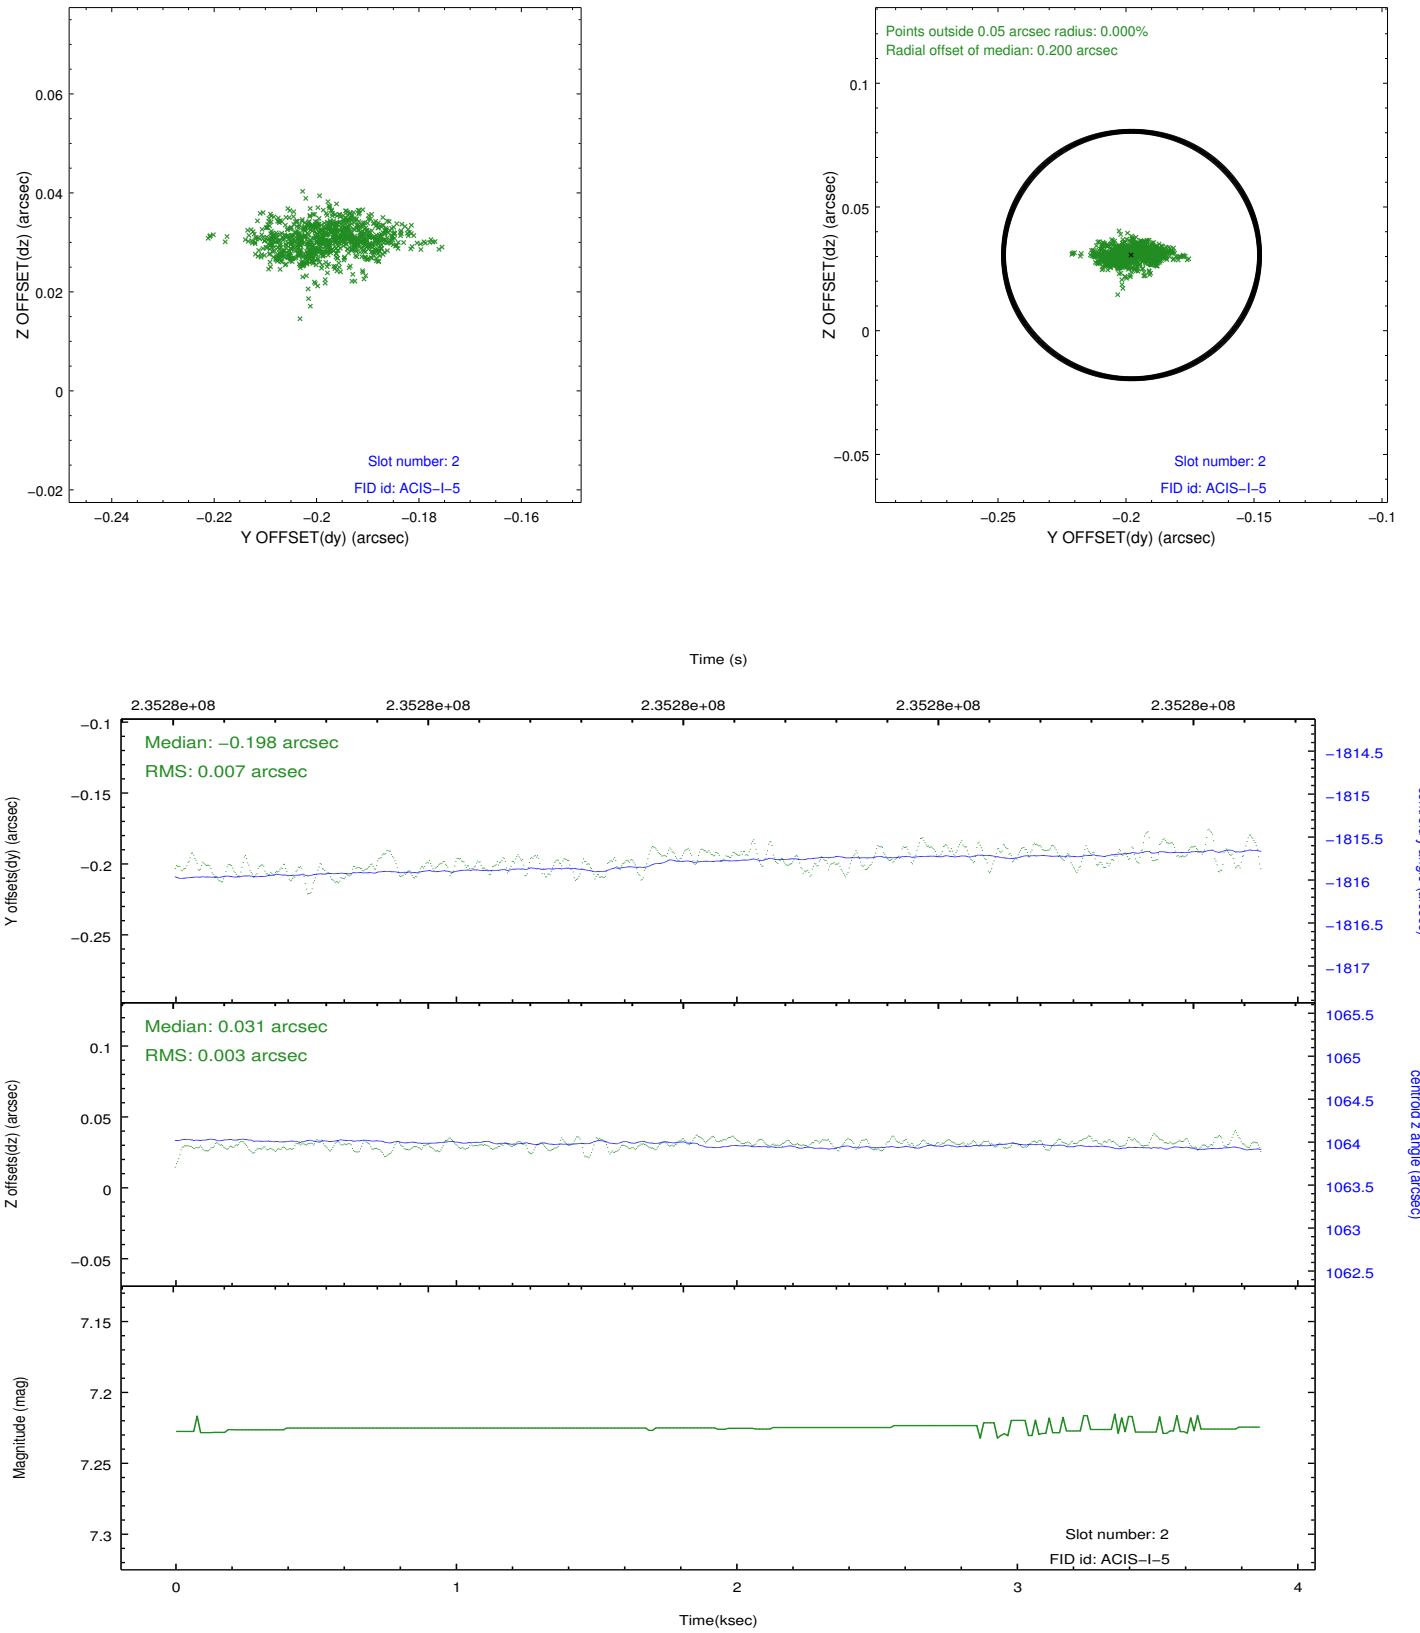 0.06
0.04
0.02
0
−0.02
Z OFFSET(dz) (arcsec)
Slot number: 2
FID id: ACIS−I−5
−0.24 −0.22 −0.2 −0.18 −0.16
Y OFFSET(dy) (arcsec)
Points outside 0.05 arcsec radius: 0.000%
Radial offset of median: 0.200 arcsec
0.1
0.05
0
−0.05
Z OFFSET(dz) (arcsec)
Slot number: 2
FID id: ACIS−I−5
−0.25 −0.2 −0.15 −0.1
Y OFFSET(dy) (arcsec)
Time (s)
2.3528e+08 2.3528e+08 2.3528e+08 2.3528e+08 2.3528e+08
Median: −0.198 arcsec
RMS: 0.007 arcsec
−0.1
−0.15
−0.2
−0.25
Y offsets(dy) (arcsec)
−1814.5
−1815
−1815.5
−1816
−1816.5
−1817
Median: 0.031 arcsec
RMS: 0.003 arcsec
0.1
0.05
0
−0.05
Z offsets(dz) (arcsec)
1065.5
1065
1064.5
1064
1063.5
1063
1062.5
centroid z angle (arcsec)
7.15
7.2
7.25
7.3
Magnitude (mag)
Slot number: 2
FID id: ACIS−I−5
0 1 2 3 4
Time(ksec)